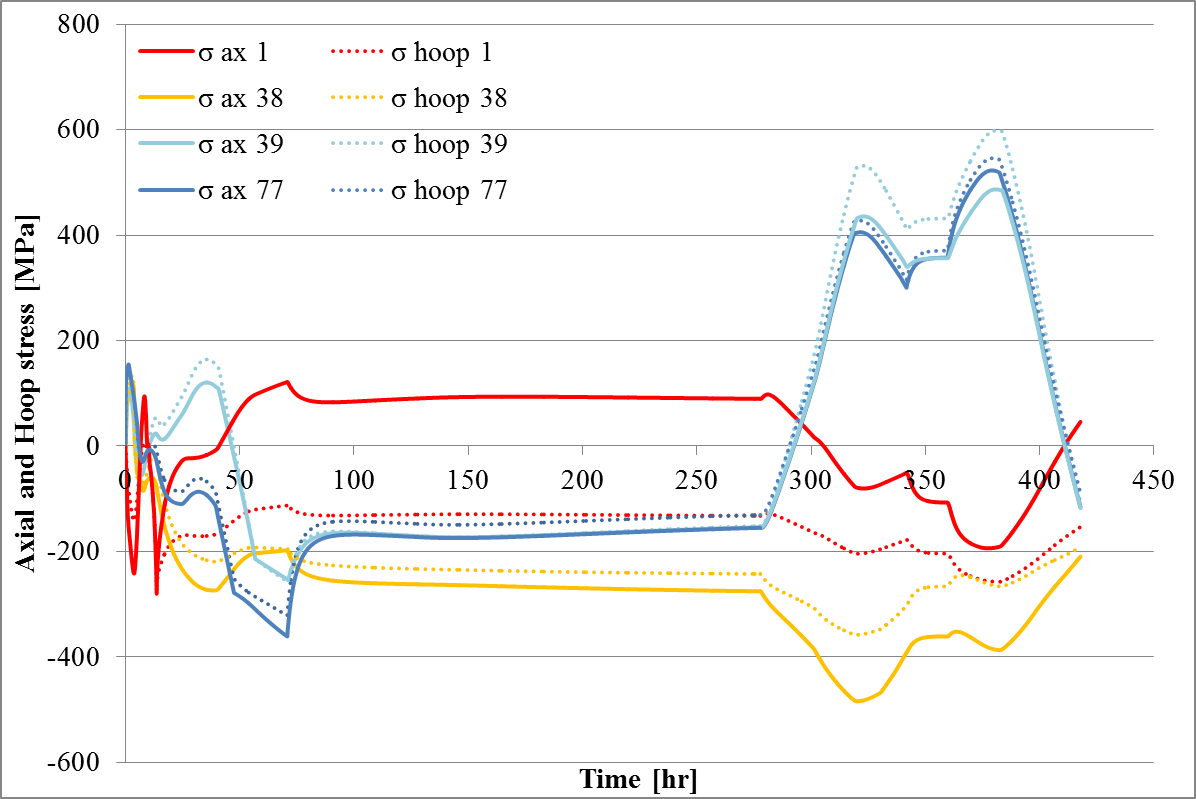 800
600
400
200
0
-200
-400
-600
Axial and Hoop stress [MPa]
σ ax 1 σ hoop 1
σ ax 38 σ hoop 38
σ ax 39 σ hoop 39
σ ax 77 σ hoop 77
0 50 100 150 200 250 300 350 400 450
Time [hr]